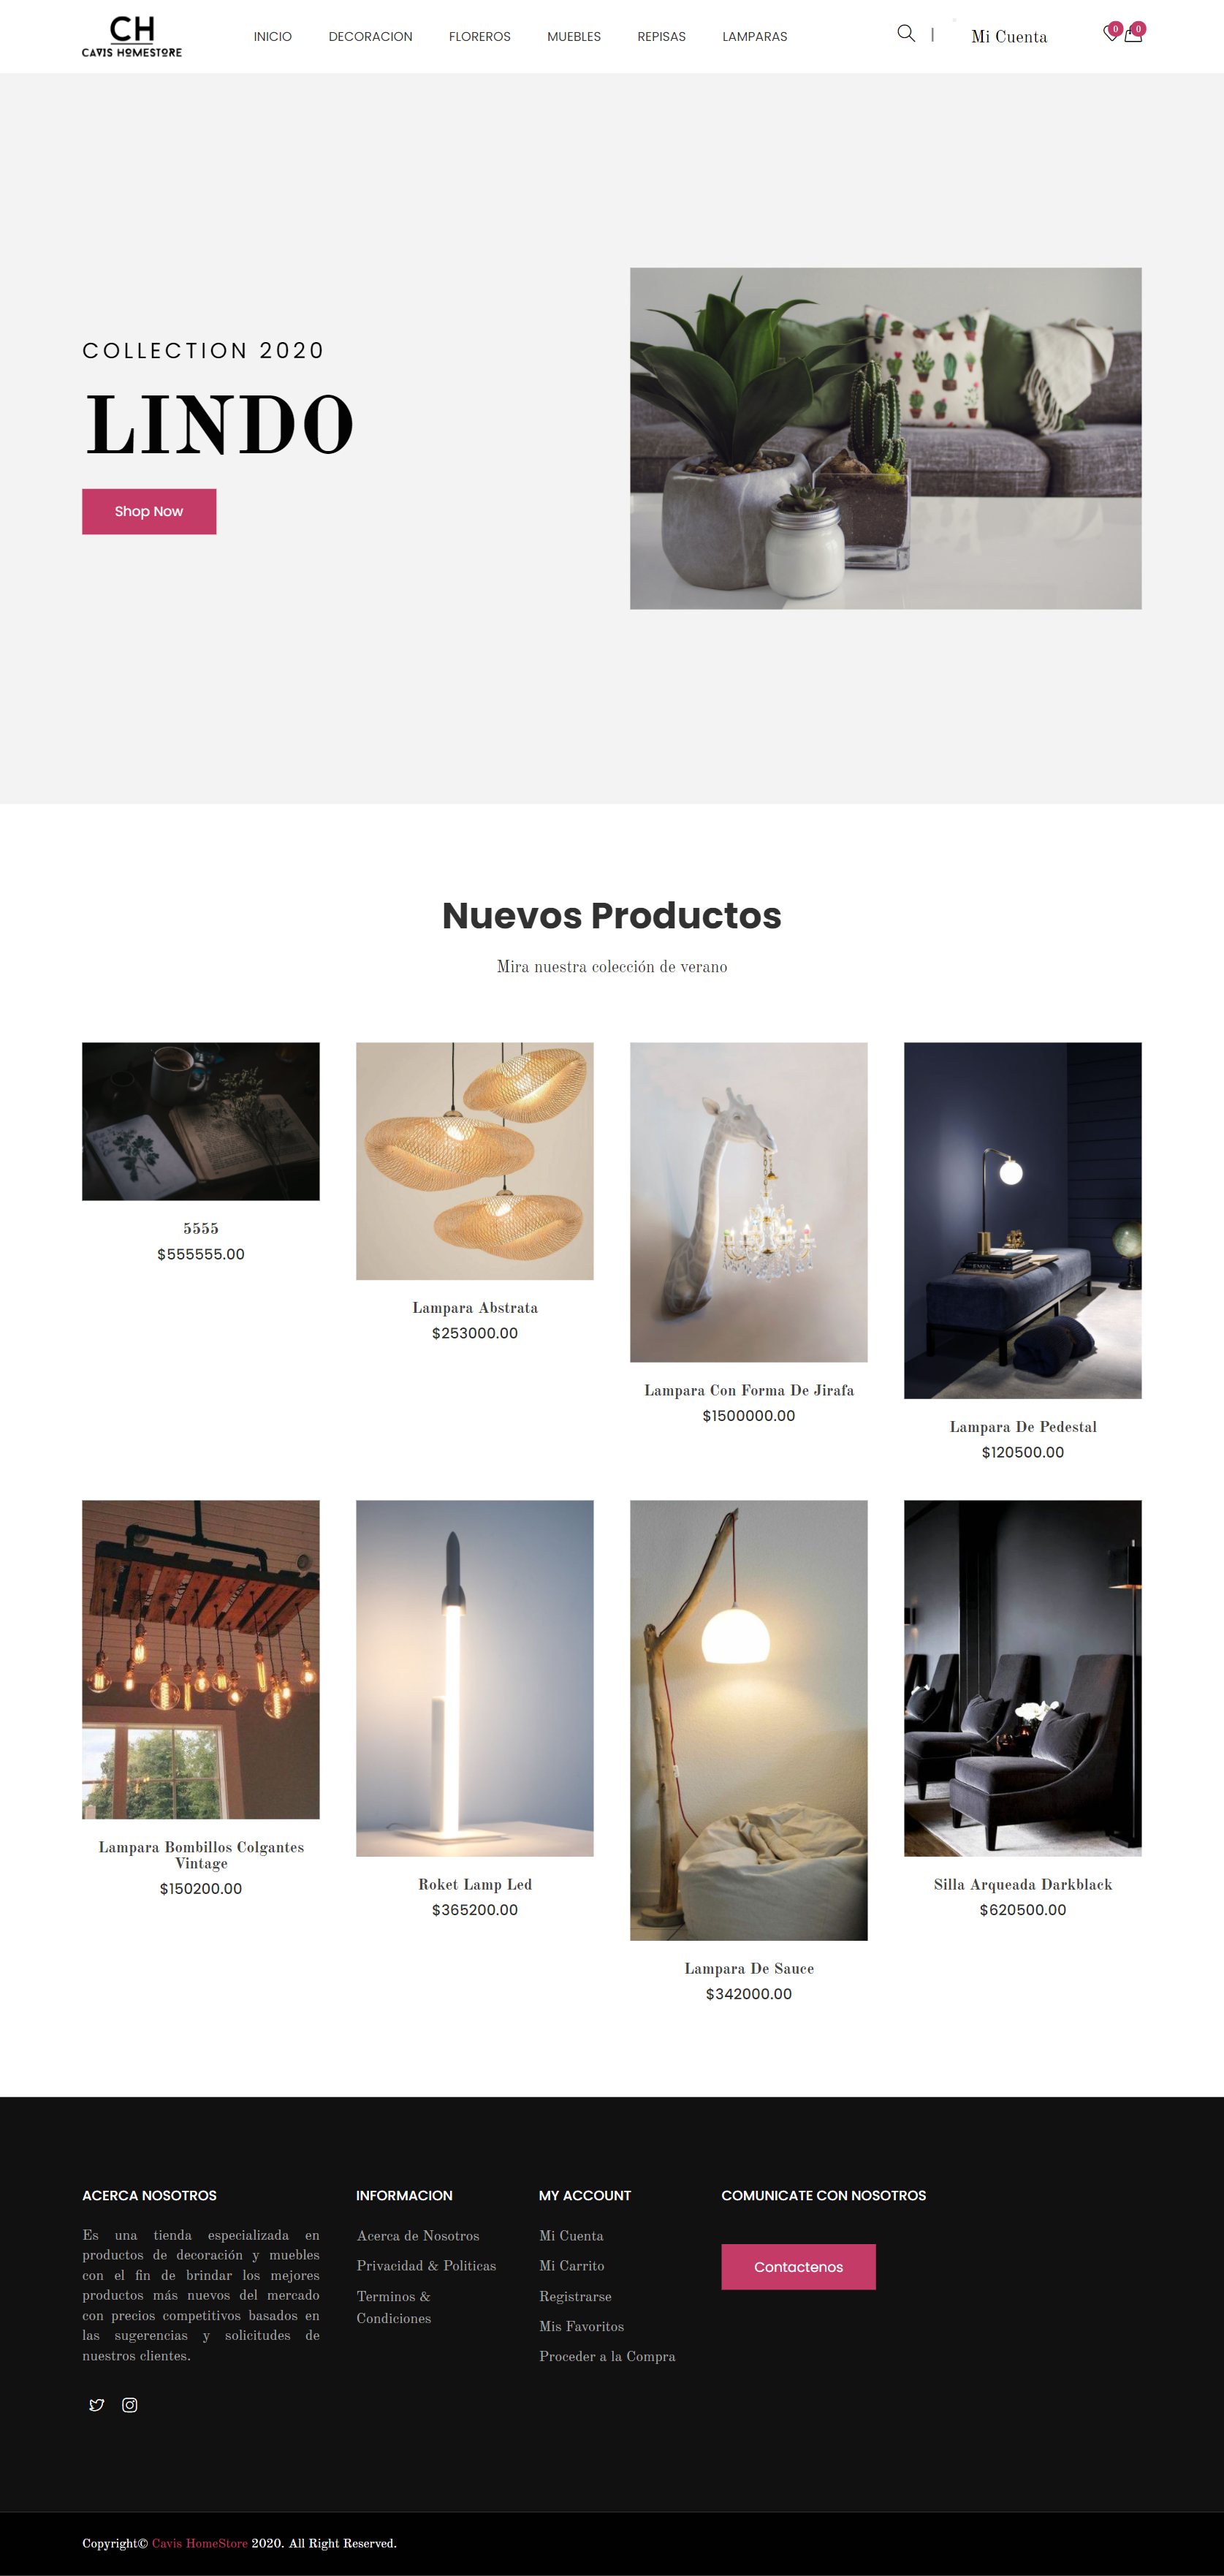 CH
CAVIS HOMESTORE
INICIO
DECORACION
FLOREROS
MUEBLES
REPISAS
LAMPARAS
|
Mi Cuenta
0
0
COLLECTION 2020
LINDO
Shop Now
Nuevos Productos
Mira nuestra colección de verano
5555
$555555.00
Lampara Abstrata
$253000.00
Lampara Con Forma De Jirafa
$1500000.00
Lampara De Pedestal
$120500.00
Lampara Bombillos Colgantes
Vintage
$150200.00
Roket Lamp Led
$365200.00
Lampara De Sauce
$342000.00
Silla Arqueada Darkblack
$620500.00
ACERCA NOSOTROS
Es una tienda especializada en
productos de decoración y muebles
con el fin de brindar los mejores
productos más nuevos del mercado
con precios competitivos basados en
las sugerencias y solicitudes de
nuestros clientes.
INFORMACION
Acerca de Nosotros
Privacidad & Politicas
Terminos &
Condiciones
MY ACCOUNT
Mi Cuenta
Mi Carrito
Registrarse
Mis Favoritos
Proceder a la Compra
COMUNICATE CON NOSOTROS
Contactenos
Copyright© Cavis HomeStore 2020. All Right Reserved.